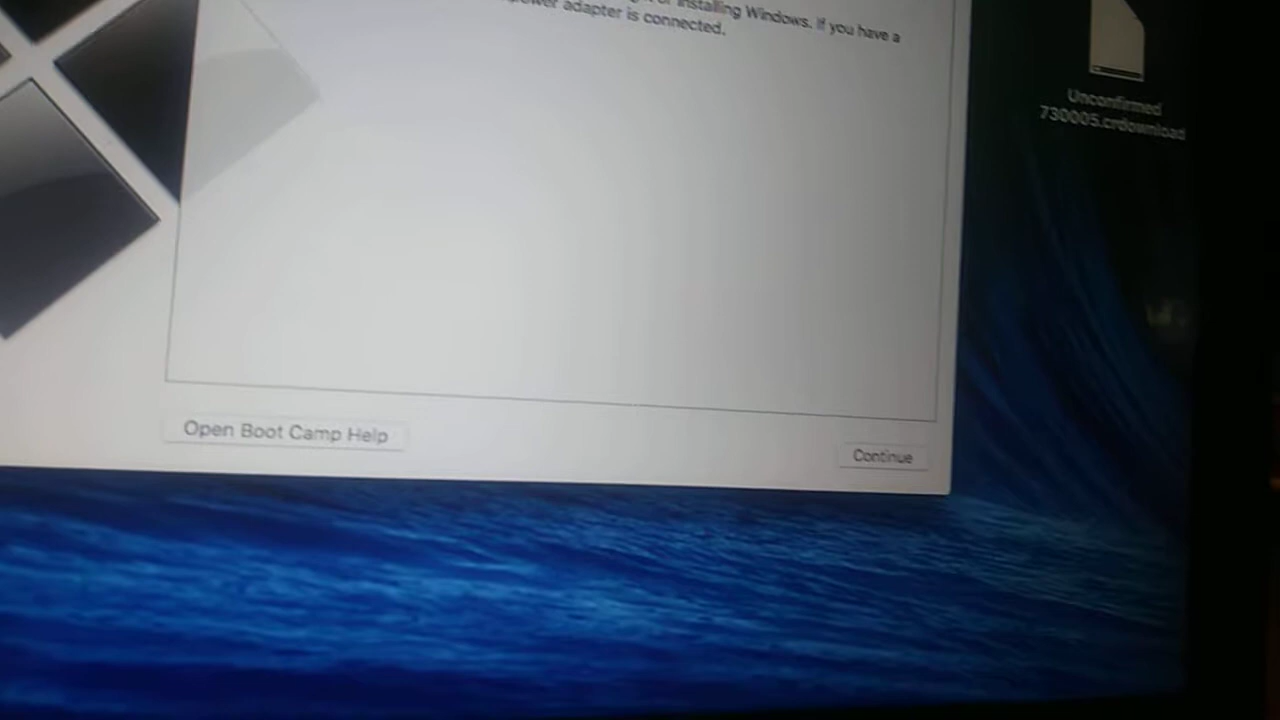 installing Windows. If you have a
power adapter is connected.
Unconfirmed
730005.crdownload
Open Boot Camp Help
Continue